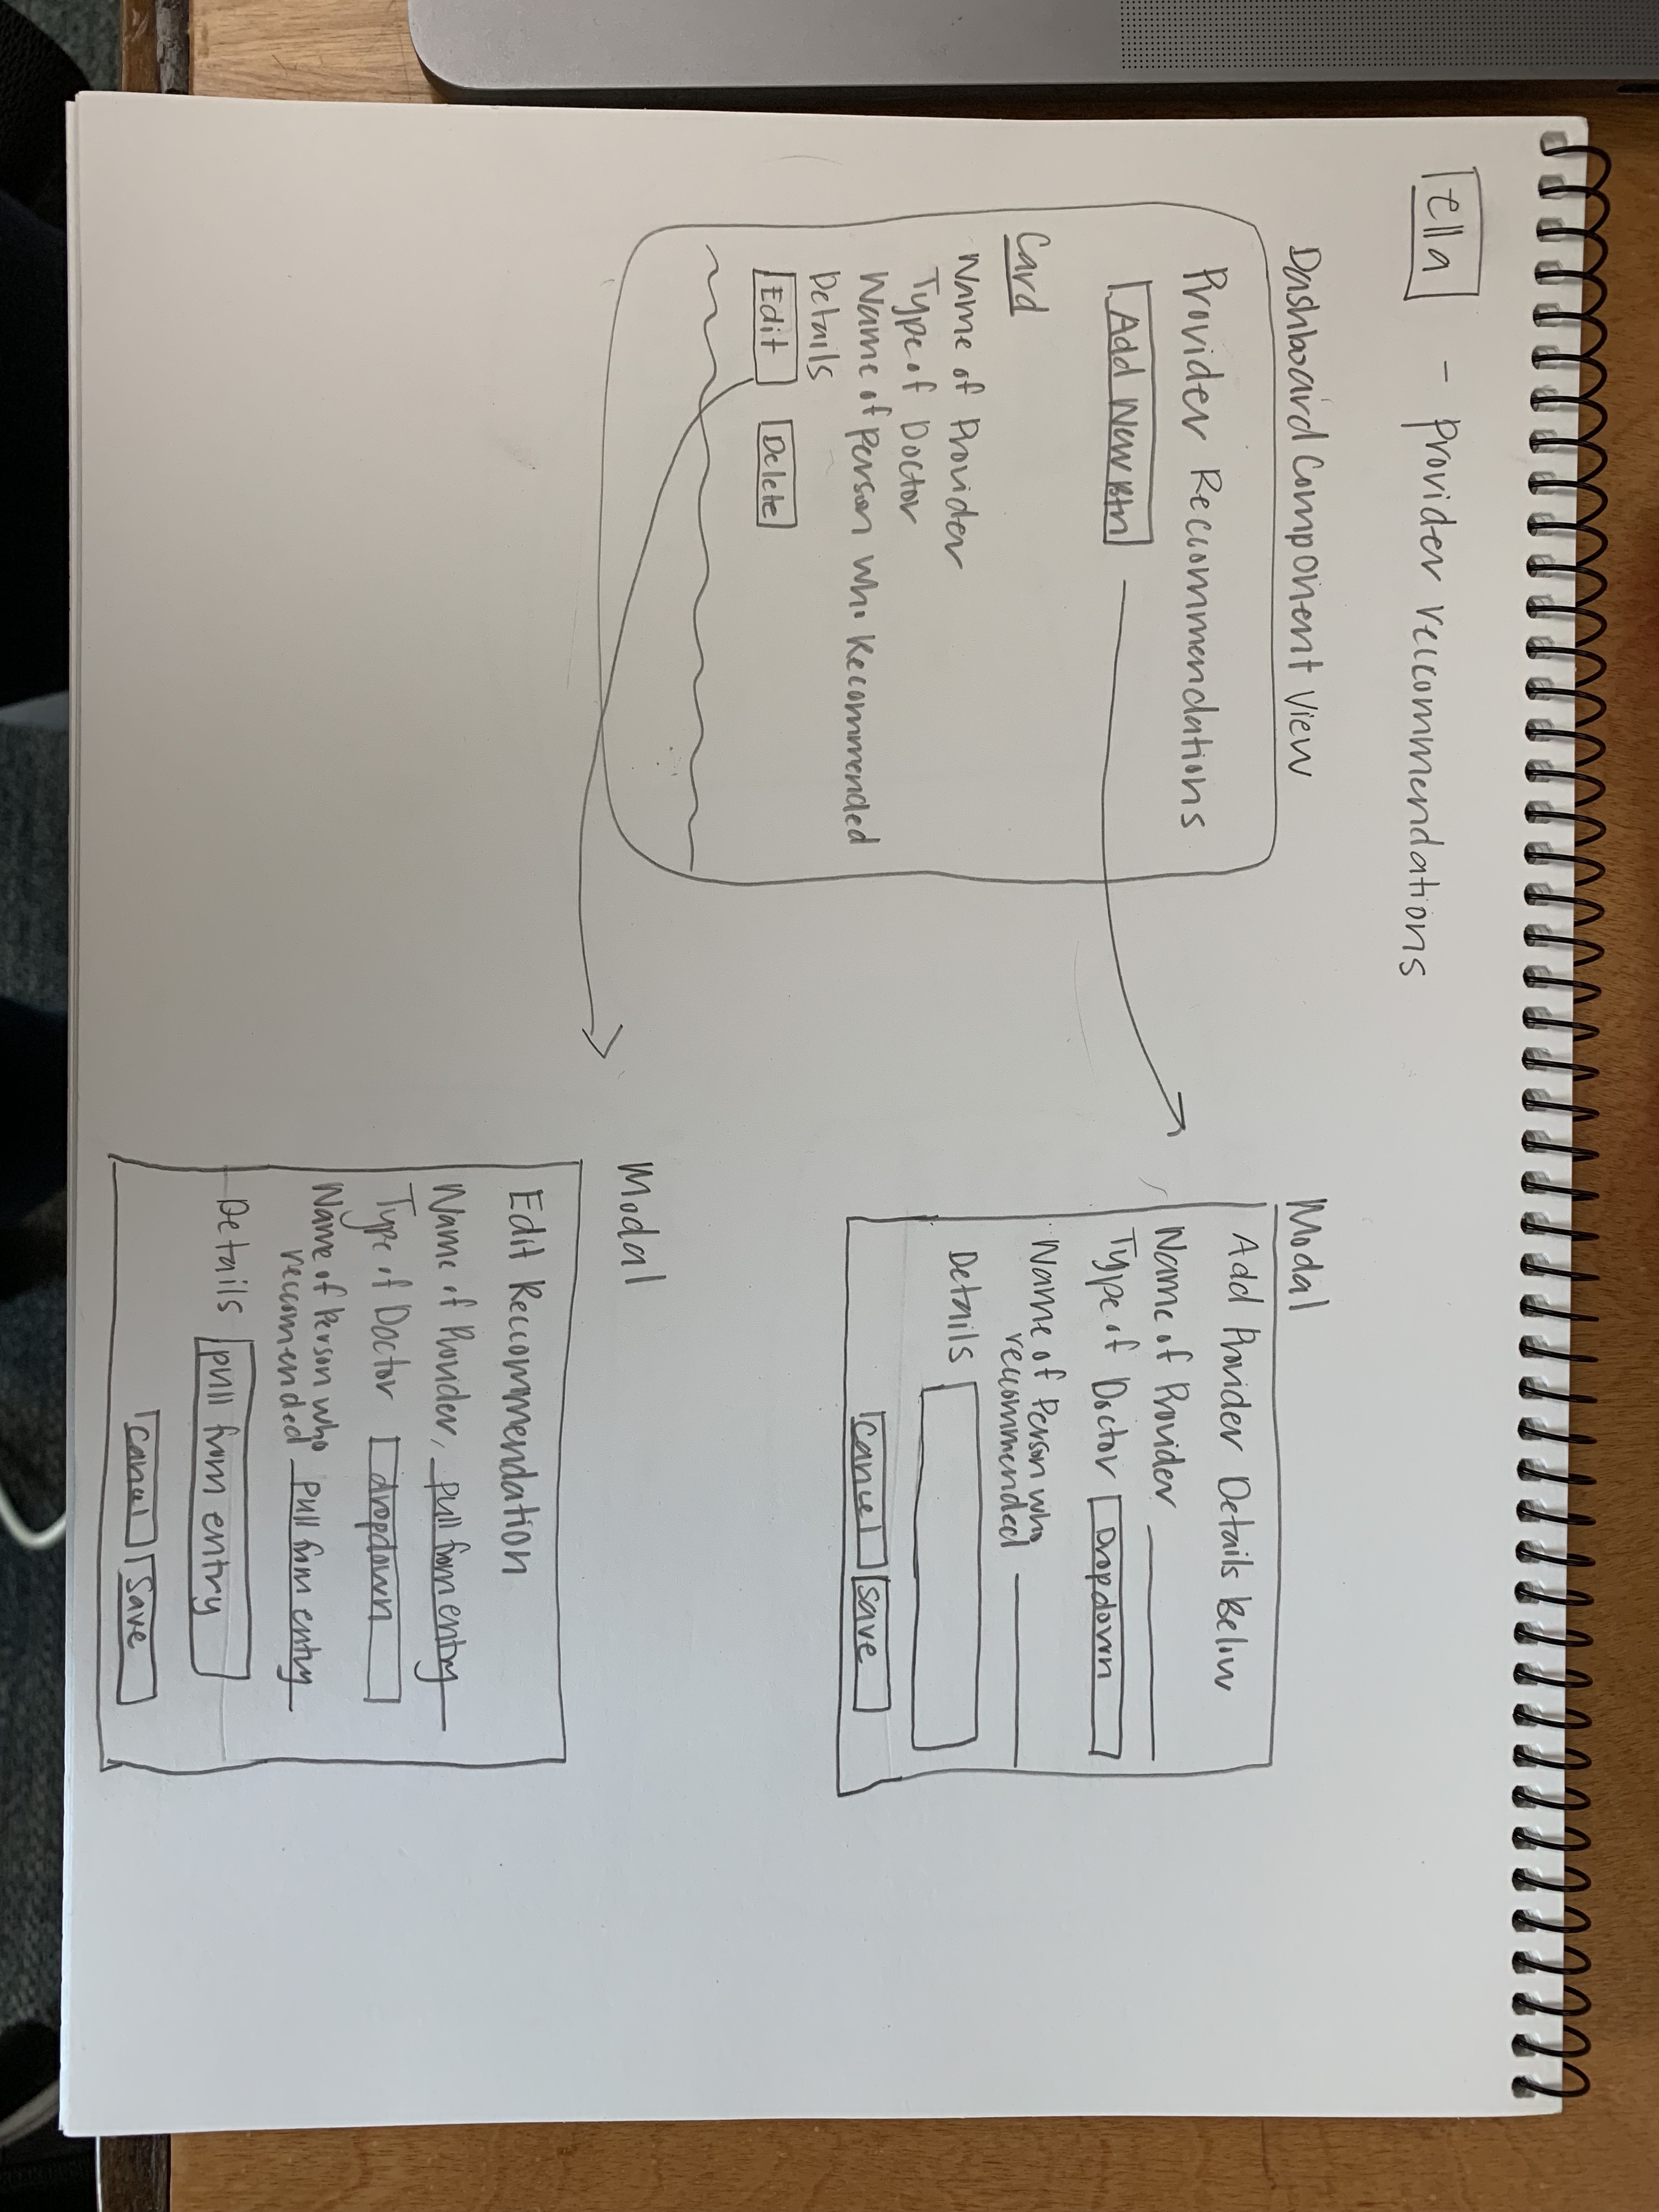 ella - provider reccommendations
Dashboard Component View
Provider Reccommendations
Add New Btn
Card
Name of Provider
Type of Doctor
Name of Person who Reccommended
Details
Edit Delete
Modal
Add Provider Details Below
Name of Provider
Type of Doctor Dropdown
Name of Person who
reccommended
Details
Cancel Save
Modal
Edit Reccommendation
Name of Provider, pull from entry
Type of Doctor dropdown
Name of Person who
reccomended pull from entry
Details pull from entry
Cancel Save